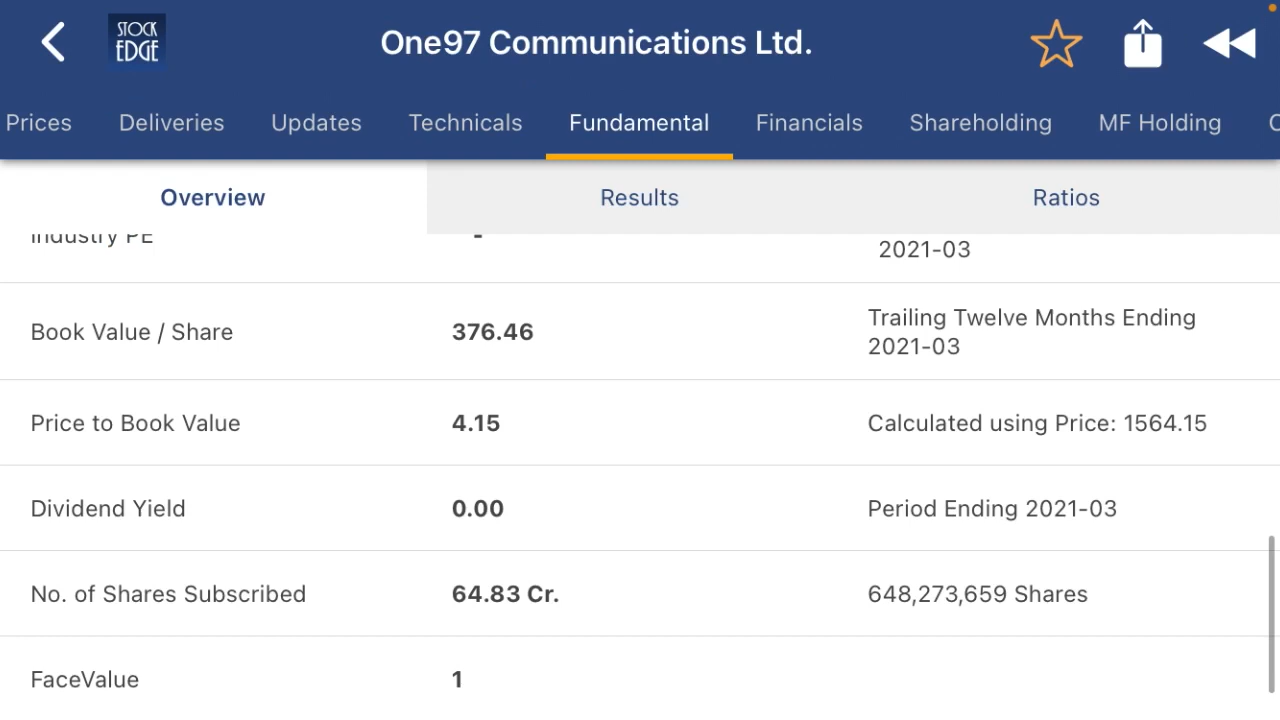 STOCK
EDGE
One97 Communications Ltd.
Prices Deliveries Updates Technicals Fundamental Financials Shareholding MF Holding
Overview Results Ratios
Industry PE - 2021-03
Book Value / Share 376.46 Trailing Twelve Months Ending
2021-03
Price to Book Value 4.15 Calculated using Price: 1564.15
Dividend Yield 0.00 Period Ending 2021-03
No. of Shares Subscribed 64.83 Cr. 648,273,659 Shares
FaceValue 1